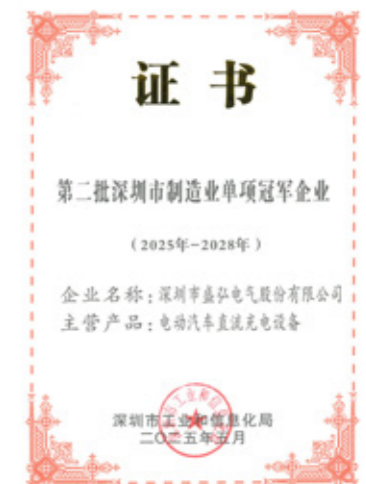 证书
第二批深圳市制造业单项冠军企业
（2025年-2028年）
企业名称：深圳市盛弘电气股份有限公司
主营产品：电动汽车直流充电设备
深圳市工业和信息化局
二〇二五年五月